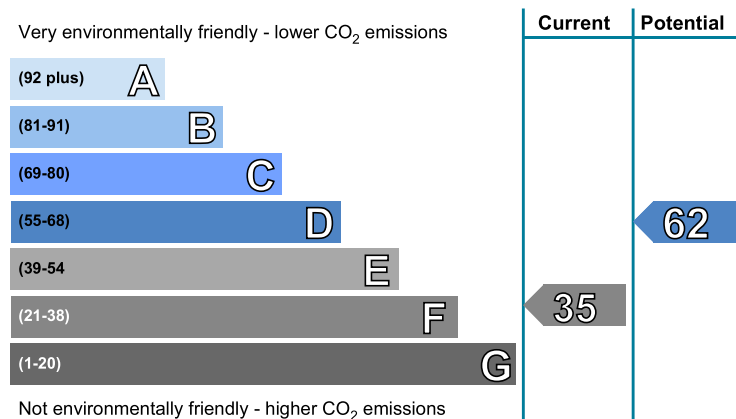 Current Potential
Very environmentally friendly - lower CO₂ emissions
(92 plus) A
(81-91) B
(69-80) C
(55-68) D
62
(39-54 E
(21-38) F
35
(1-20) G
Not environmentally friendly - higher CO₂ emissions